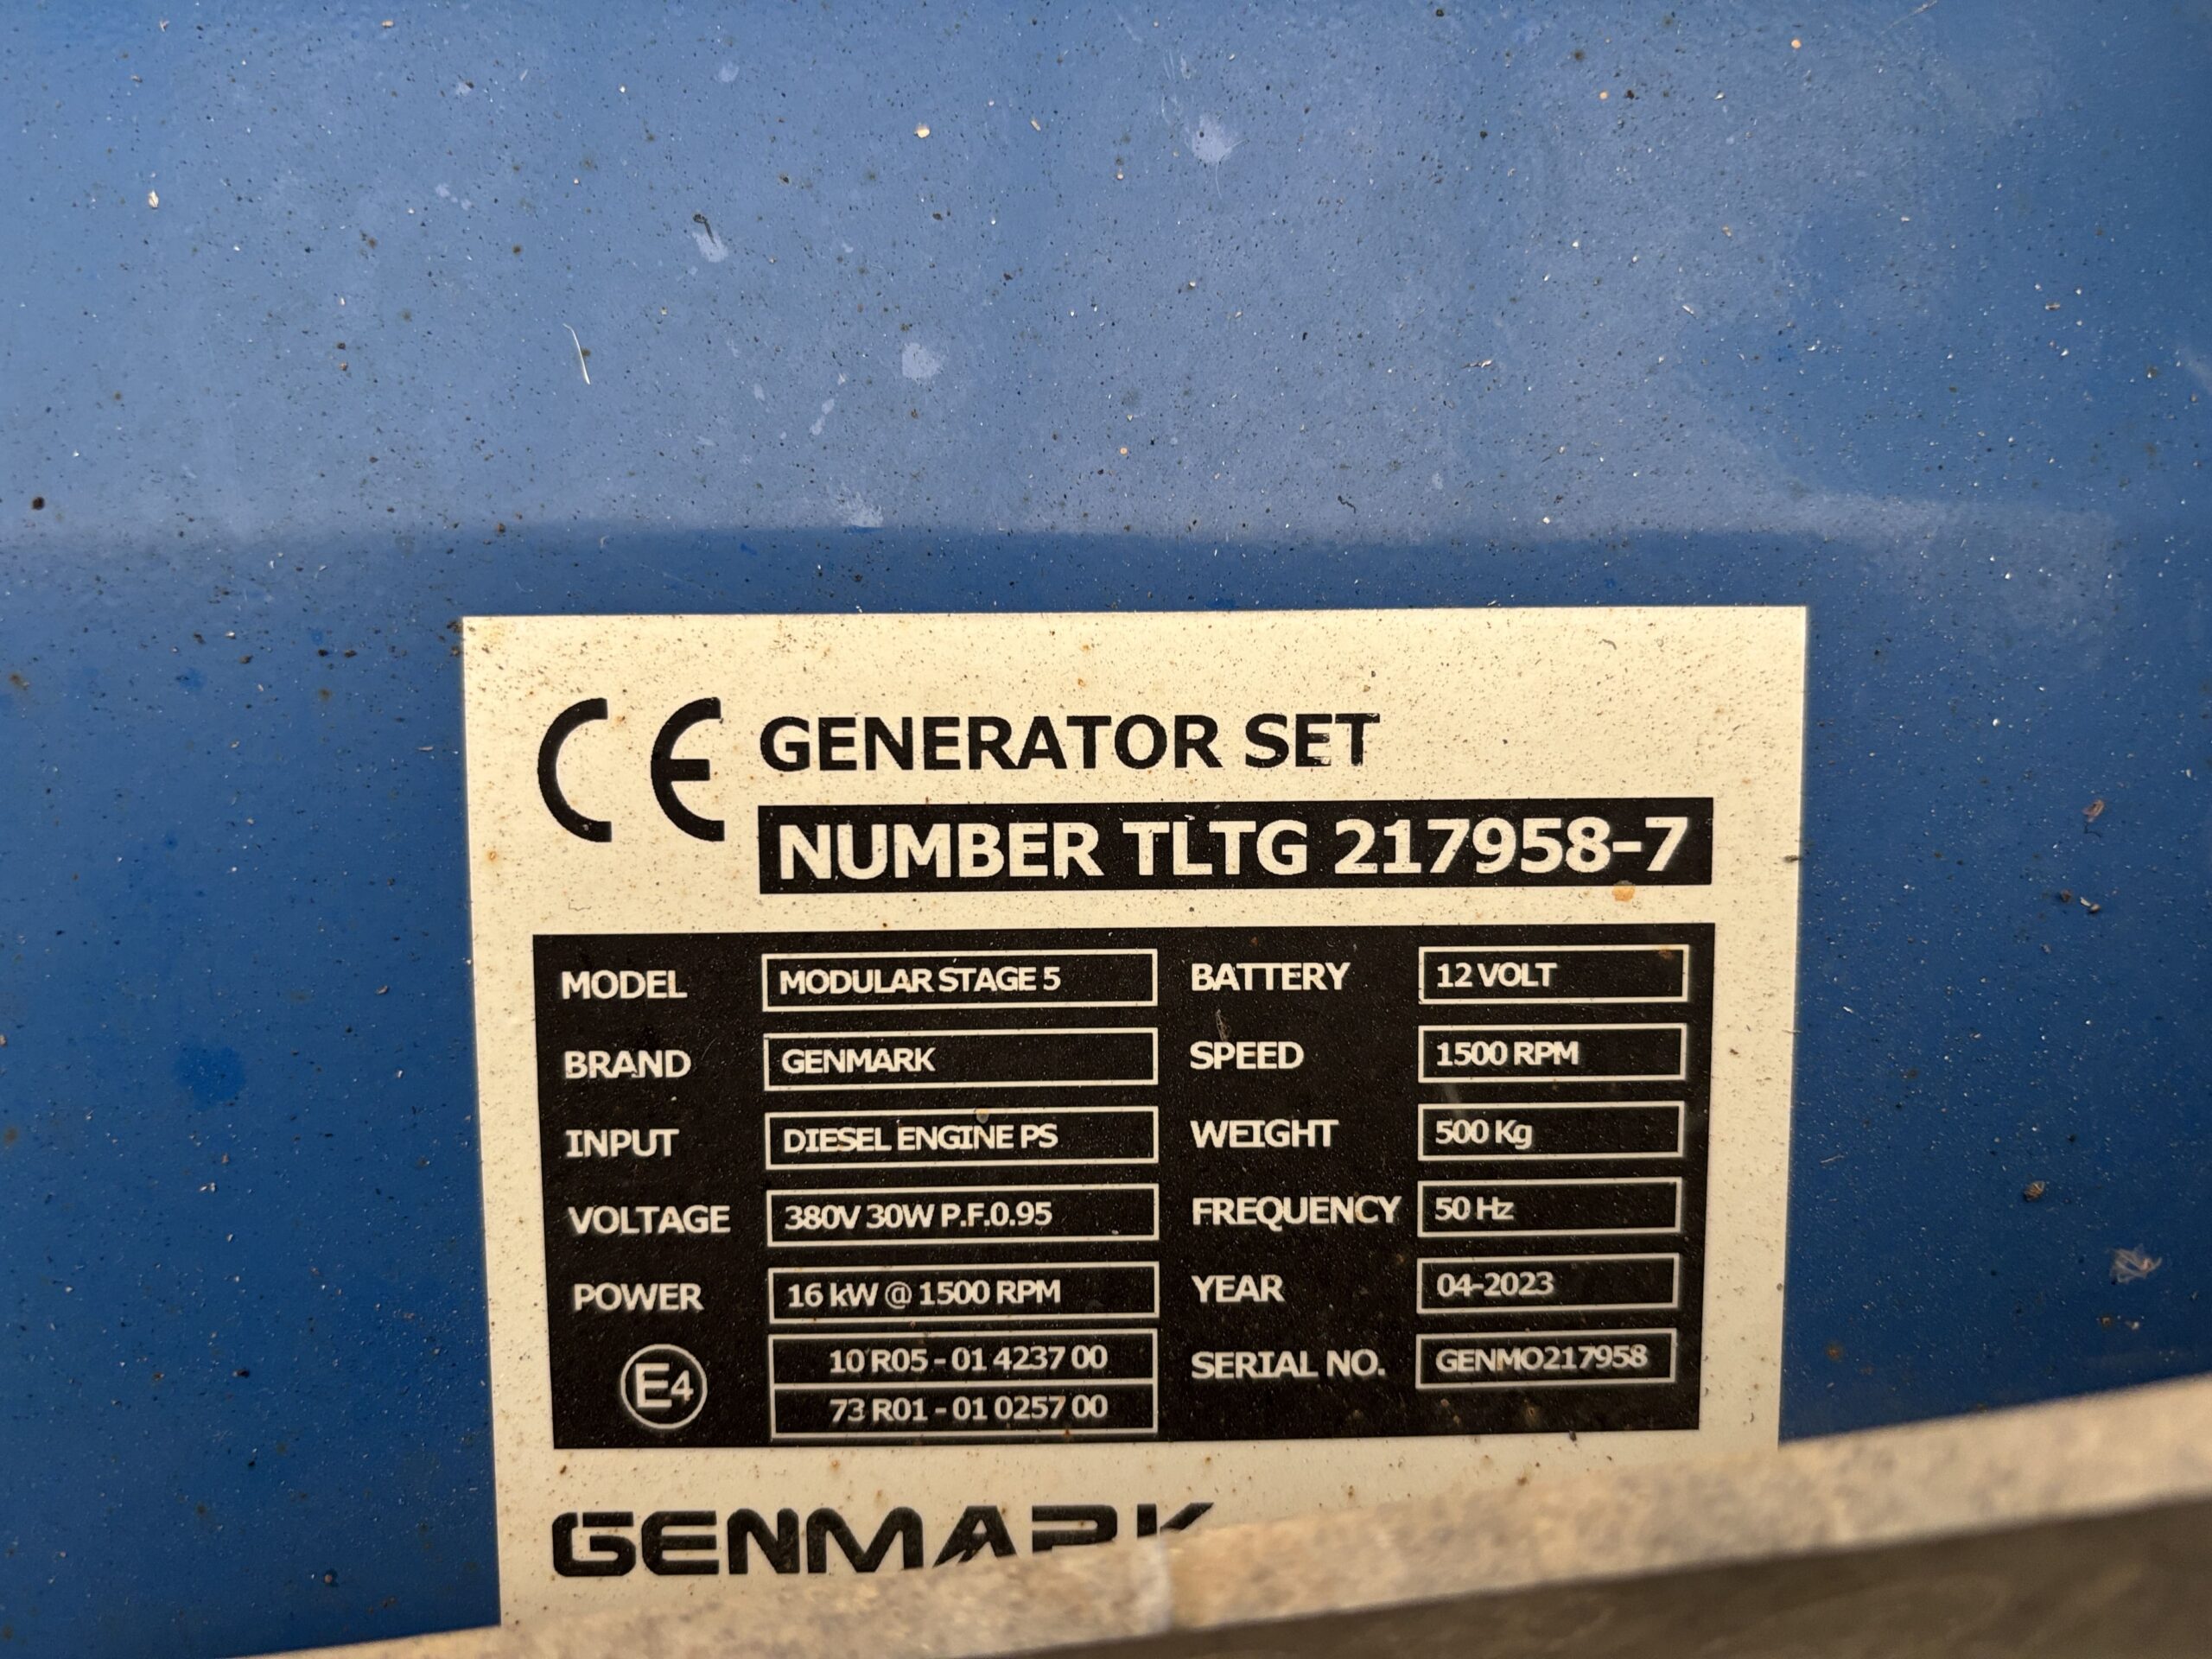 CE GENERATOR SET
NUMBER TLTG 217958-7
MODEL MODULAR STAGE 5 BATTERY 12 VOLT
BRAND GENMARK SPEED 1500 RPM
INPUT DIESEL ENGINE PS WEIGHT 500 Kg
VOLTAGE 380V 30W P.F.0.95 FREQUENCY 50 Hz
POWER 16 kW @ 1500 RPM YEAR 04-2023
E4 10 R05 - 01 4237 00 SERIAL NO. GENMO217958
73 R01 - 01 0257 00
GENMARK